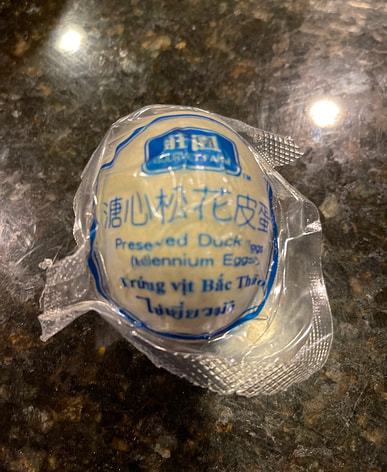 溏心松花皮蛋
Preserved Duck Eggs
(Millennium Eggs)
Trứng vịt Bắc Thảo
ไข่เยี่ยวม้า